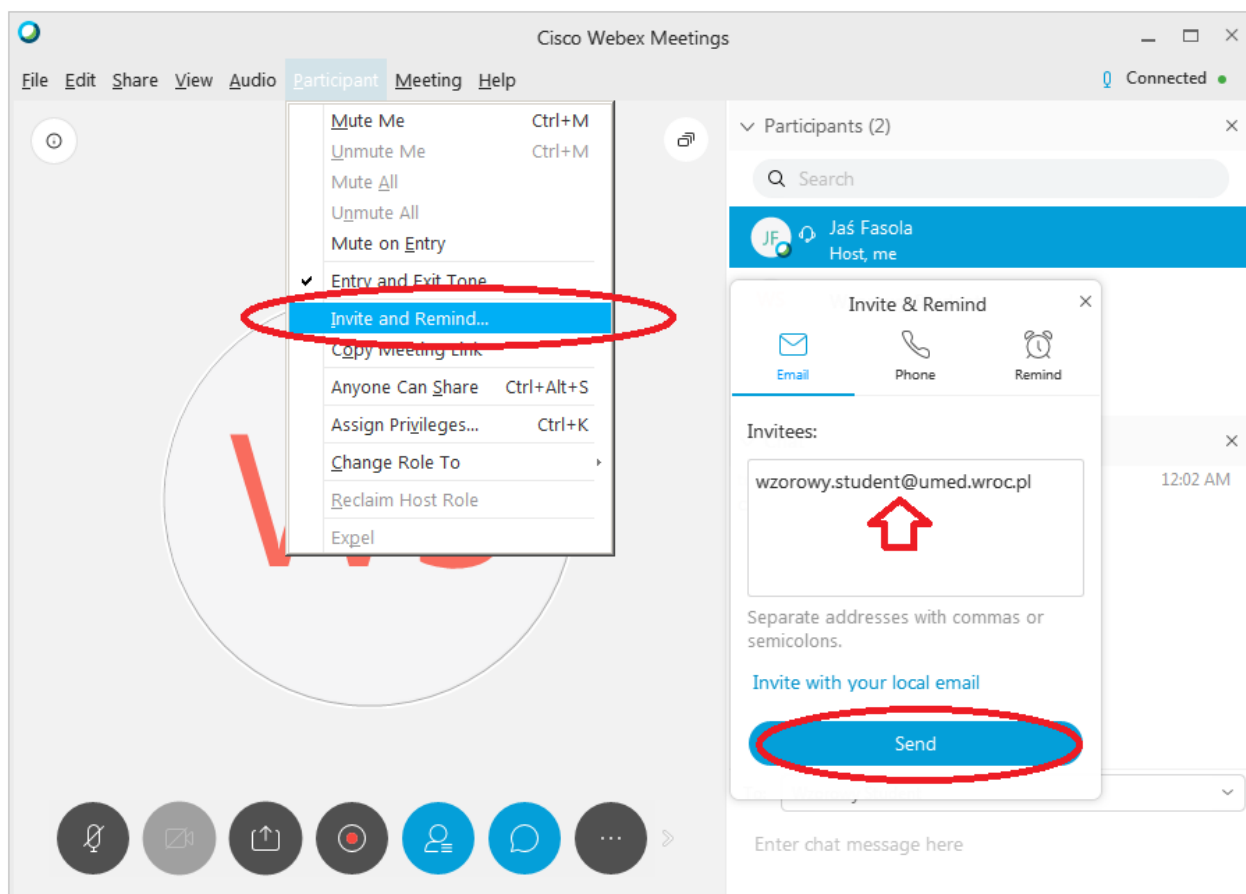 Cisco Webex Meetings
File Edit Share View Audio Participant Meeting Help
Connected
Mute Me Ctrl+M
Unmute Me Ctrl+M
Mute All
Unmute All
Mute on Entry
Entry and Exit Tone
Invite and Remind...
Copy Meeting Link
Anyone Can Share Ctrl+Alt+S
Assign Privileges... Ctrl+K
Change Role To
Reclaim Host Role
Expel
Participants (2)
Search
JF
Jaś Fasola
Host, me
Invite & Remind
Email Phone Remind
Invitees:
wzorowy.student@umed.wroc.pl
Separate addresses with commas or
semicolons.
Invite with your local email
Send
12:02 AM
Enter chat message here